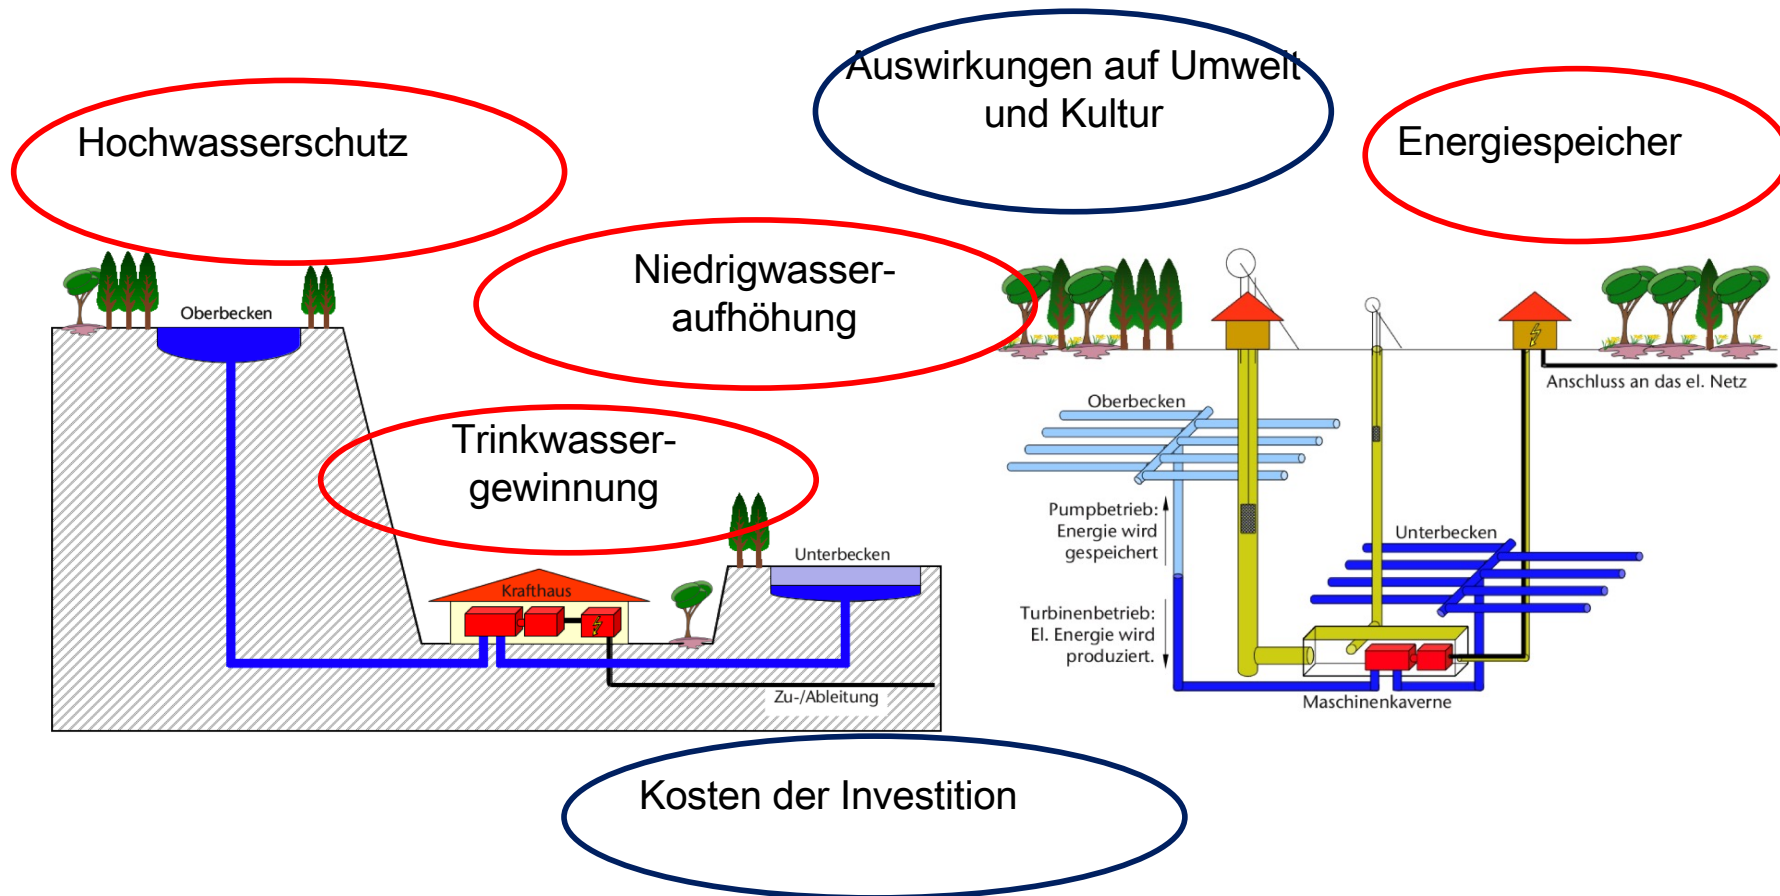 Auswirkungen auf Umwelt
und Kultur
Hochwasserschutz
Energiespeicher
Niedrigwasser-
aufhöhung
Oberbecken
Trinkwasser-
gewinnung
Unterbecken
Krafthaus
Zu-/Ableitung
Anschluss an das el. Netz
Oberbecken
Pumpbetrieb:
Energie wird
gespeichert
Unterbecken
Turbinenbetrieb:
El. Energie wird
produziert.
Maschinenkaverne
Kosten der Investition